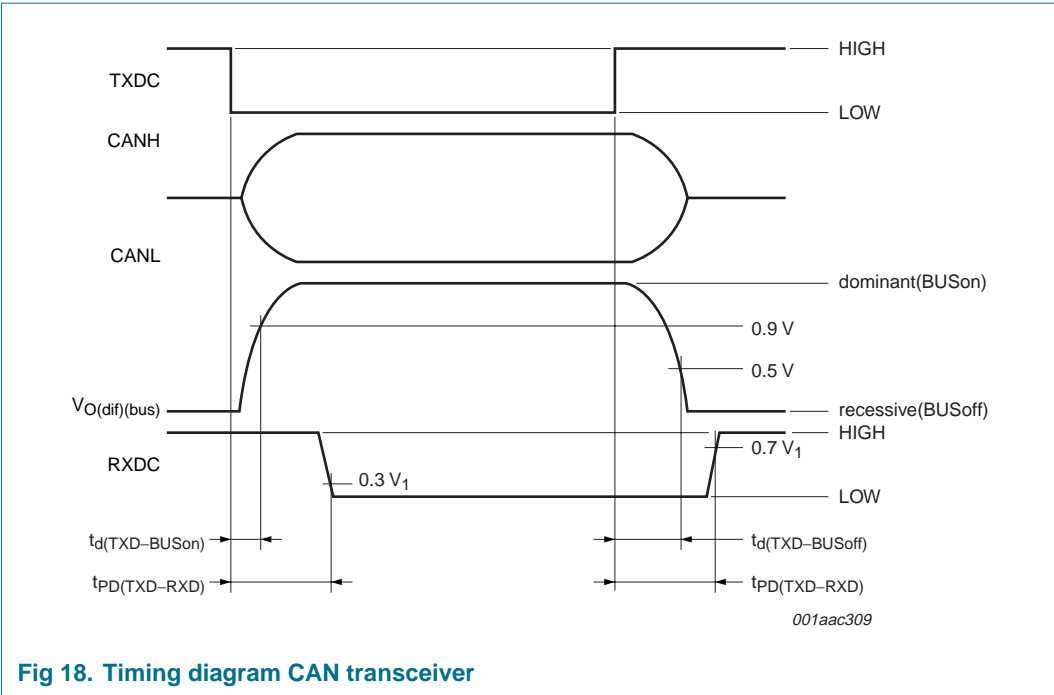 HIGH
TXDC
LOW
CANH
CANL
dominant(BUSon)
0.9 V
0.5 V
VO(dif)(bus)
recessive(BUSoff)
HIGH
RXDC
0.7 V1
0.3 V1
LOW
td(TXD−BUSon)
td(TXD−BUSoff)
tPD(TXD−RXD)
tPD(TXD−RXD)
001aac309
Fig 18. Timing diagram CAN transceiver